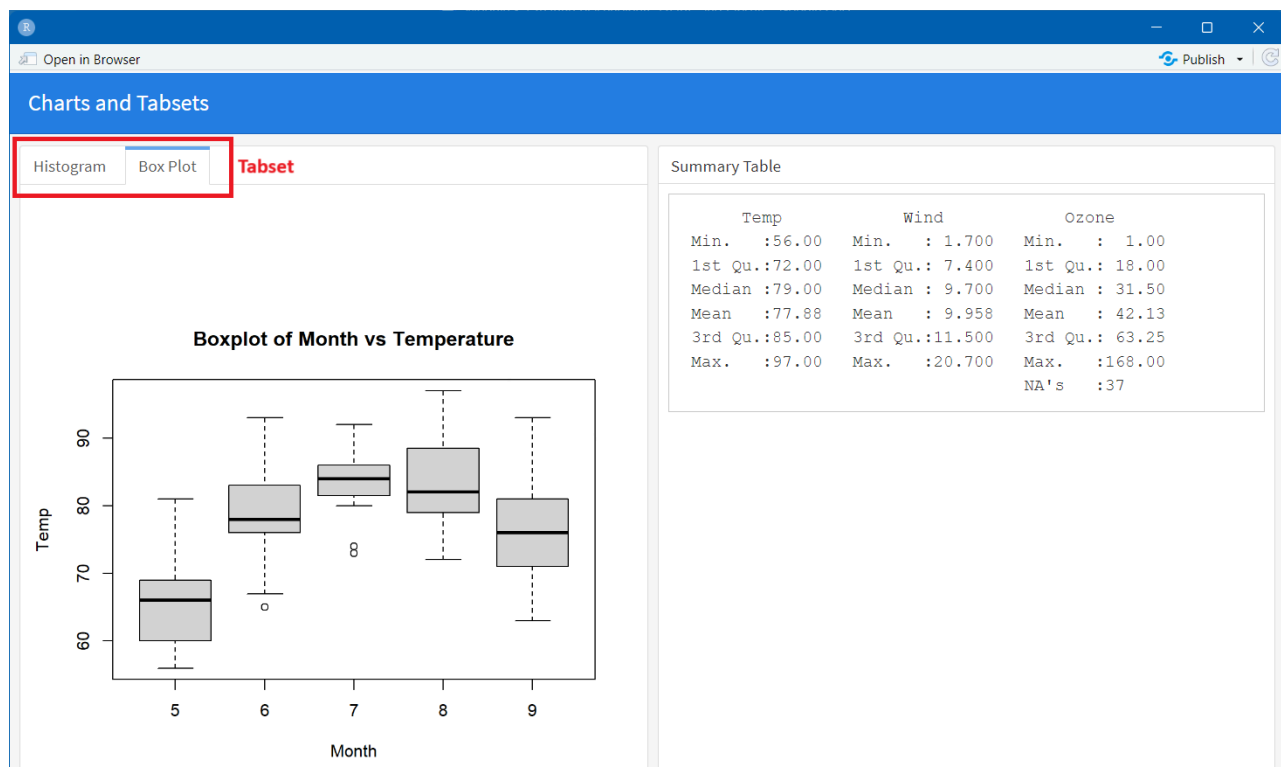 R
Open in Browser
Publish
Charts and Tabsets
Histogram Box Plot Tabset
Boxplot of Month vs Temperature
90
80
70
60
Temp
5 6 7 8 9
Month
Summary Table
Temp Wind Ozone
Min. :56.00 Min. : 1.700 Min. : 1.00
1st Qu.:72.00 1st Qu.: 7.400 1st Qu.: 18.00
Median :79.00 Median : 9.700 Median : 31.50
Mean :77.88 Mean : 9.958 Mean : 42.13
3rd Qu.:85.00 3rd Qu.:11.500 3rd Qu.: 63.25
Max. :97.00 Max. :20.700 Max. :168.00
NA's :37